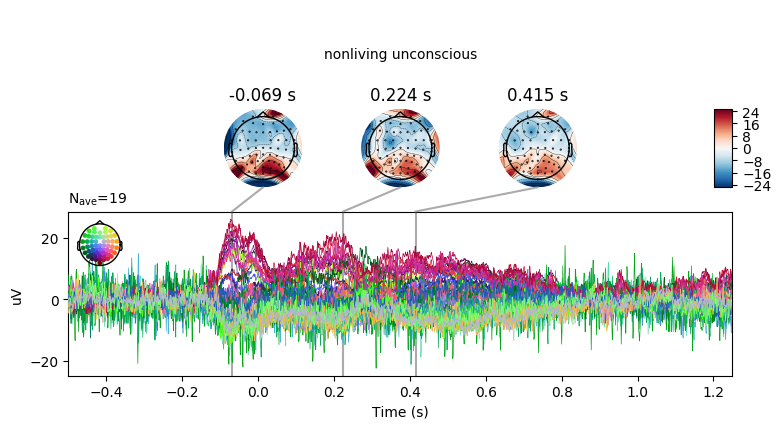 nonliving unconscious
-0.069 s 0.224 s 0.415 s
24
16
8
0
−8
−16
−24
Nave=19
20
0
−20
uV
−0.4 −0.2 0.0 0.2 0.4 0.6 0.8 1.0 1.2
Time (s)